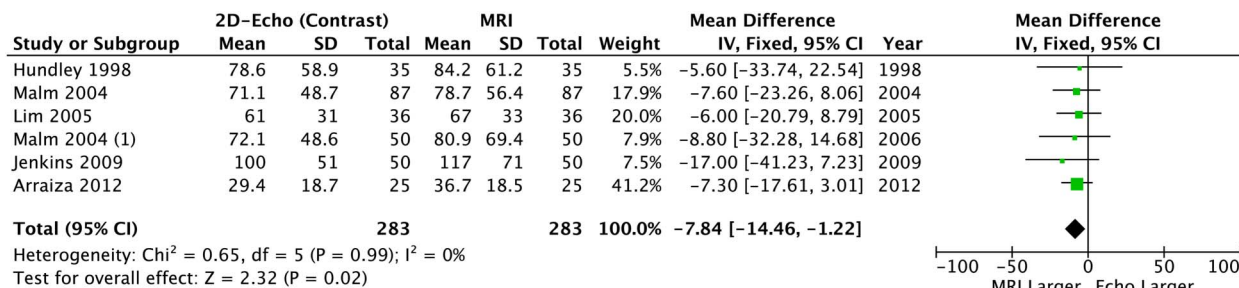 2D-Echo (Contrast) MRI Mean Difference Mean Difference
Study or Subgroup Mean SD Total Mean SD Total Weight IV, Fixed, 95% CI Year IV, Fixed, 95% CI
Hundley 1998 78.6 58.9 35 84.2 61.2 35 5.5% −5.60 [−33.74, 22.54] 1998
Malm 2004 71.1 48.7 87 78.7 56.4 87 17.9% −7.60 [−23.26, 8.06] 2004
Lim 2005 61 31 36 67 33 36 20.0% −6.00 [−20.79, 8.79] 2005
Malm 2004 (1) 72.1 48.6 50 80.9 69.4 50 7.9% −8.80 [−32.28, 14.68] 2006
Jenkins 2009 100 51 50 117 71 50 7.5% −17.00 [−41.23, 7.23] 2009
Arraiza 2012 29.4 18.7 25 36.7 18.5 25 41.2% −7.30 [−17.61, 3.01] 2012
Total (95% CI) 283 283 100.0% −7.84 [−14.46, −1.22]
Heterogeneity: Chi² = 0.65, df = 5 (P = 0.99); I² = 0%
Test for overall effect: Z = 2.32 (P = 0.02)
−100 −50 0 50 100
MRI Larger Echo Larger